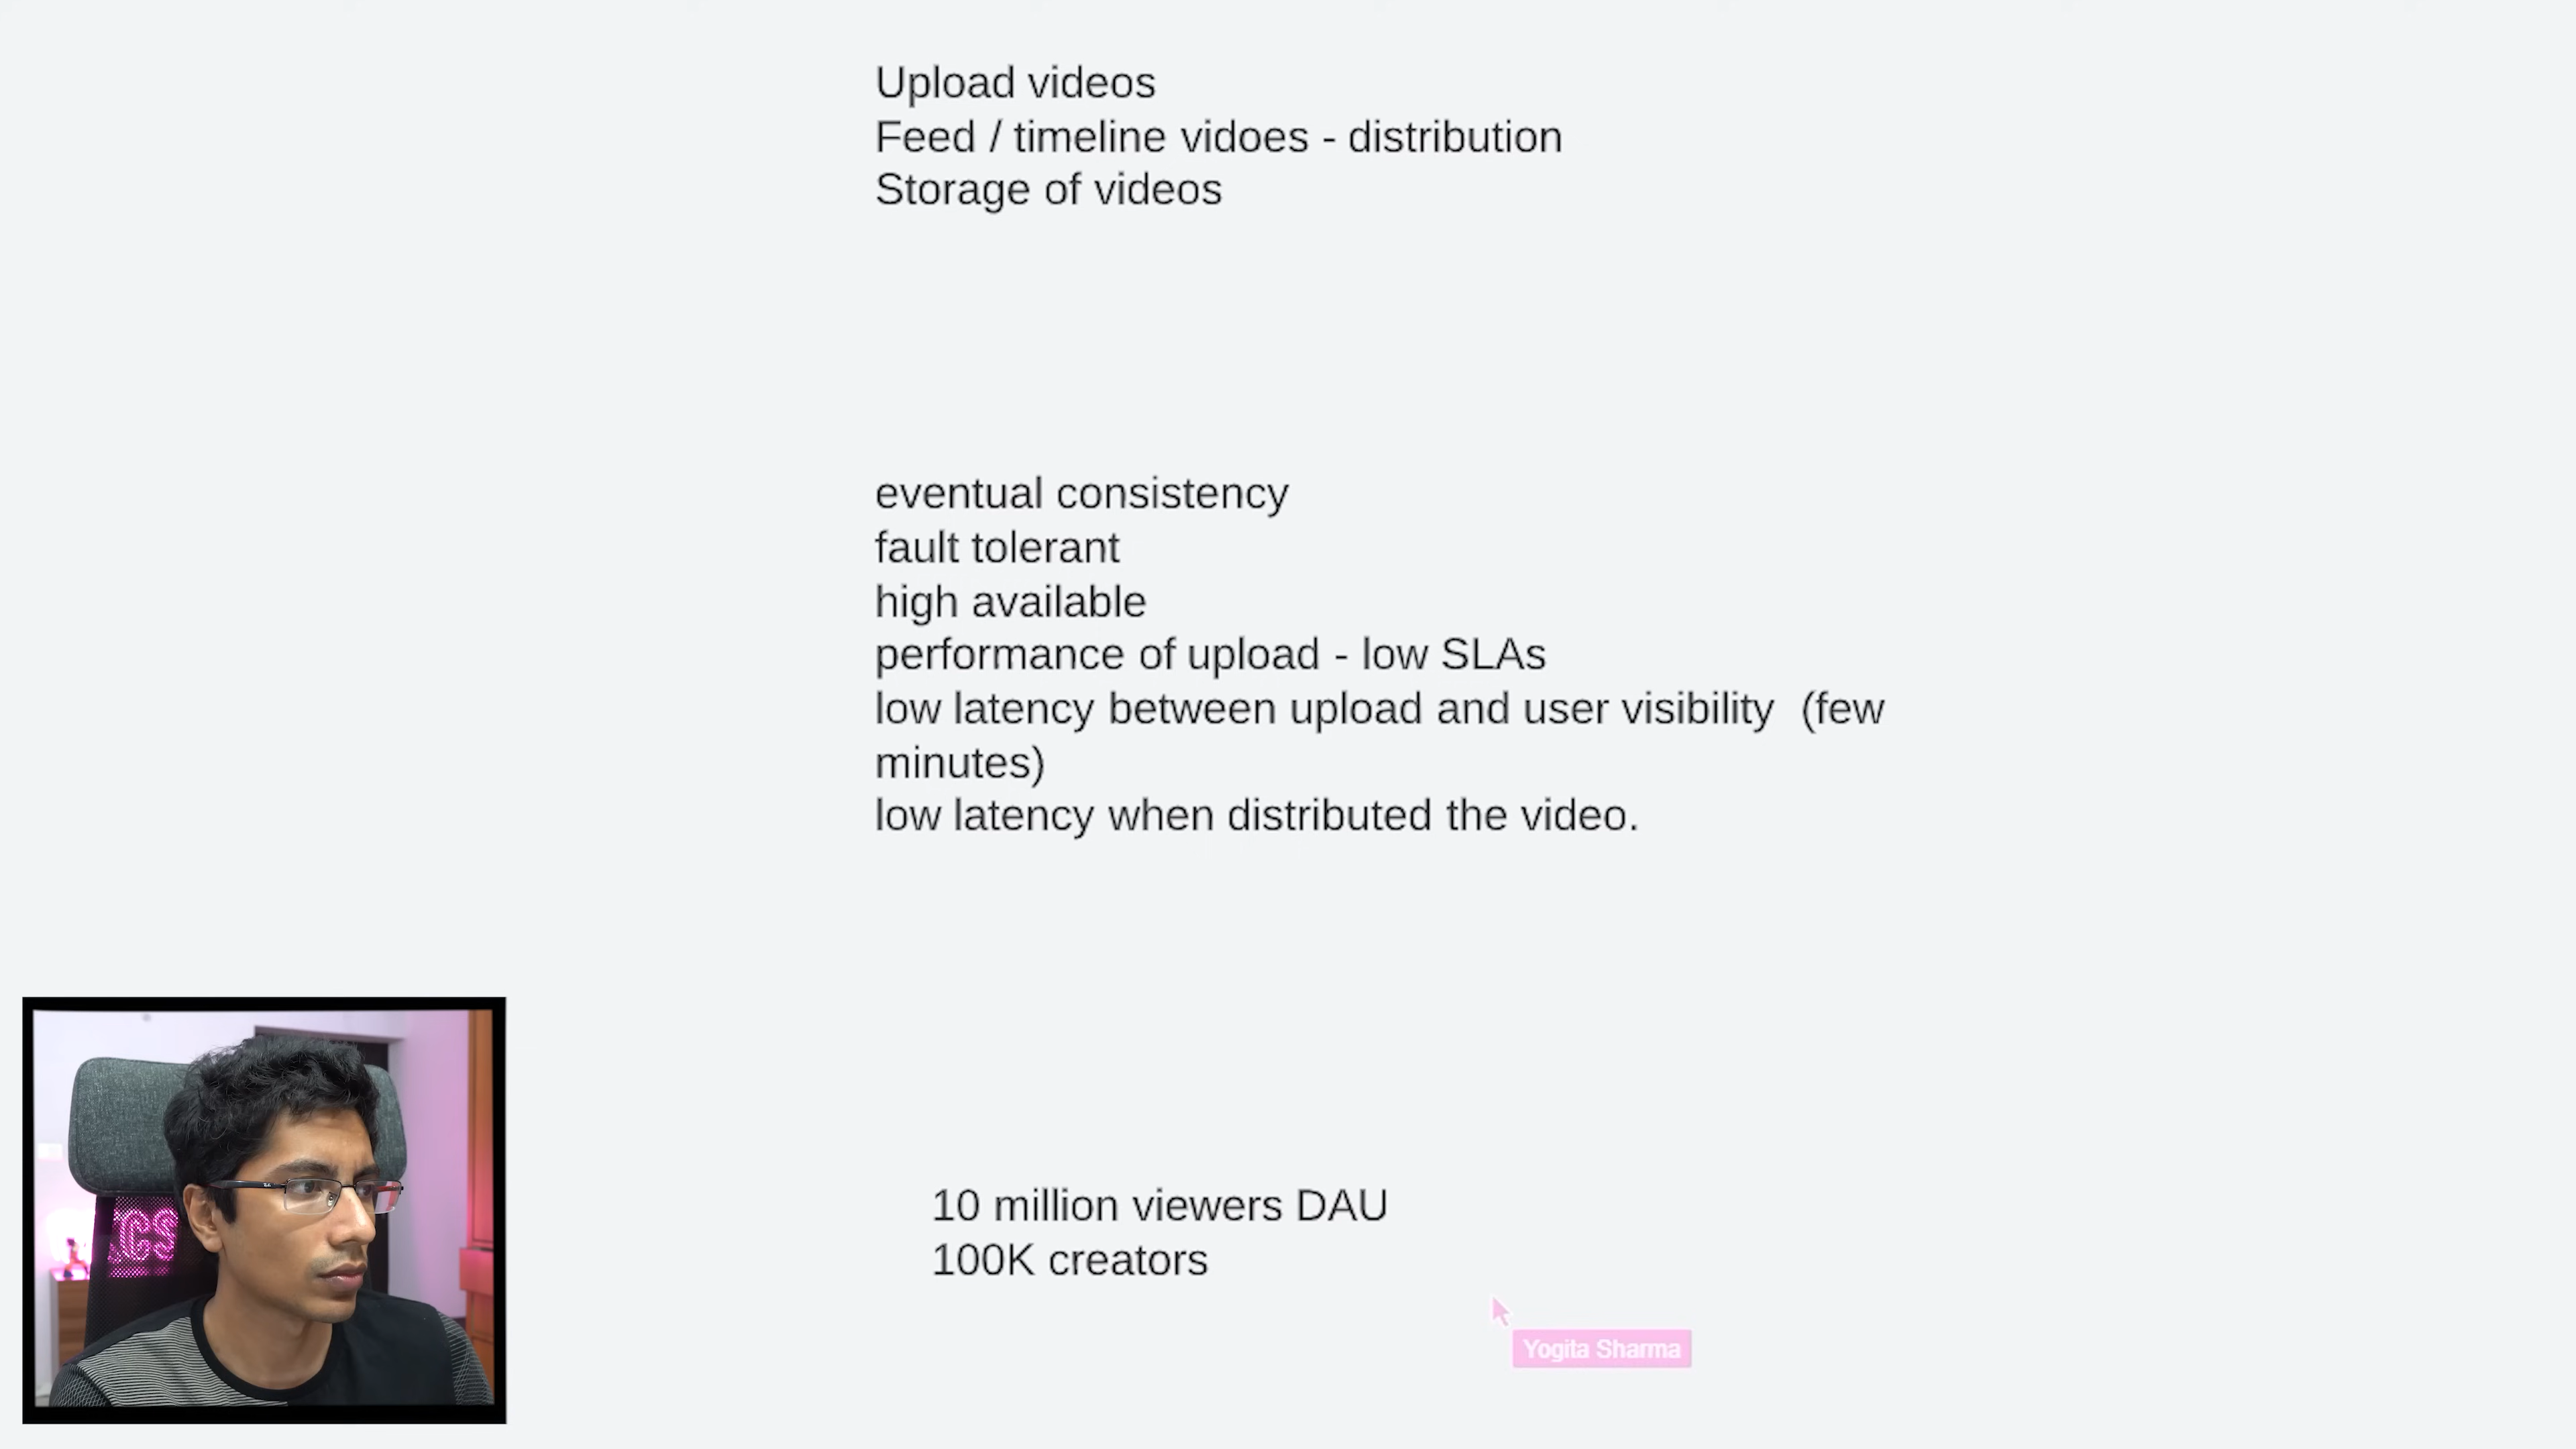 Upload videos
Feed / timeline vidoes - distribution
Storage of videos
eventual consistency
fault tolerant
high available
performance of upload - low SLAs
low latency between upload and user visibility  (few
minutes)
low latency when distributed the video.
10 million viewers DAU
100K creators
Yogita Sharma